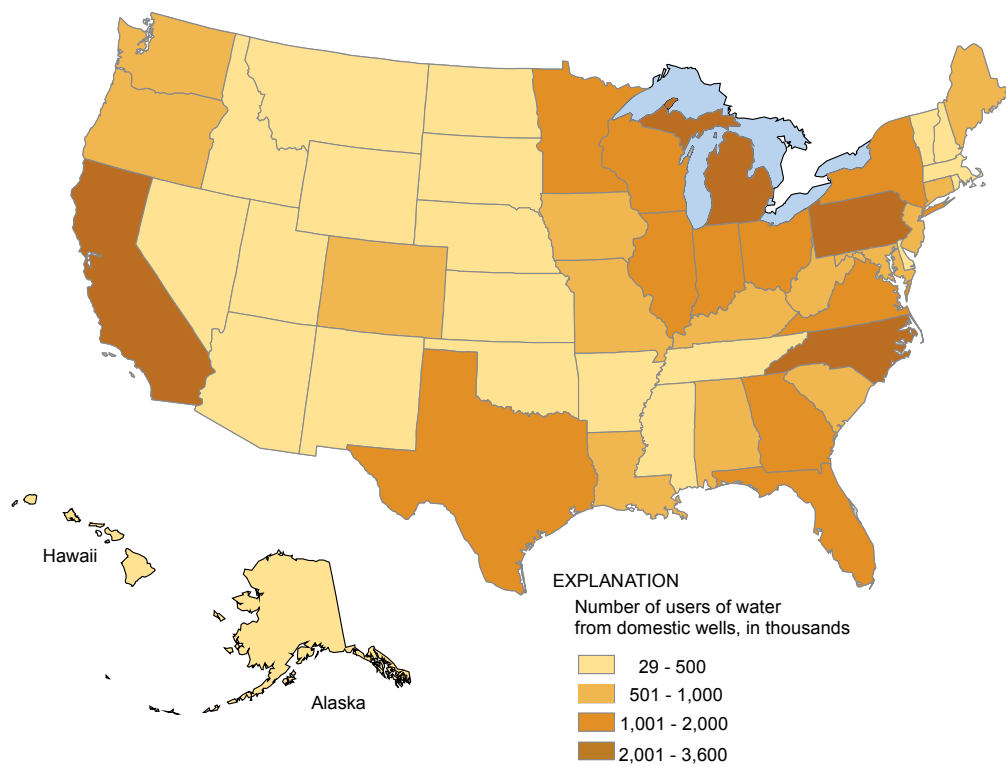 Hawaii
Alaska
EXPLANATION
Number of users of water
from domestic wells, in thousands
29 - 500
501 - 1,000
1,001 - 2,000
2,001 - 3,600